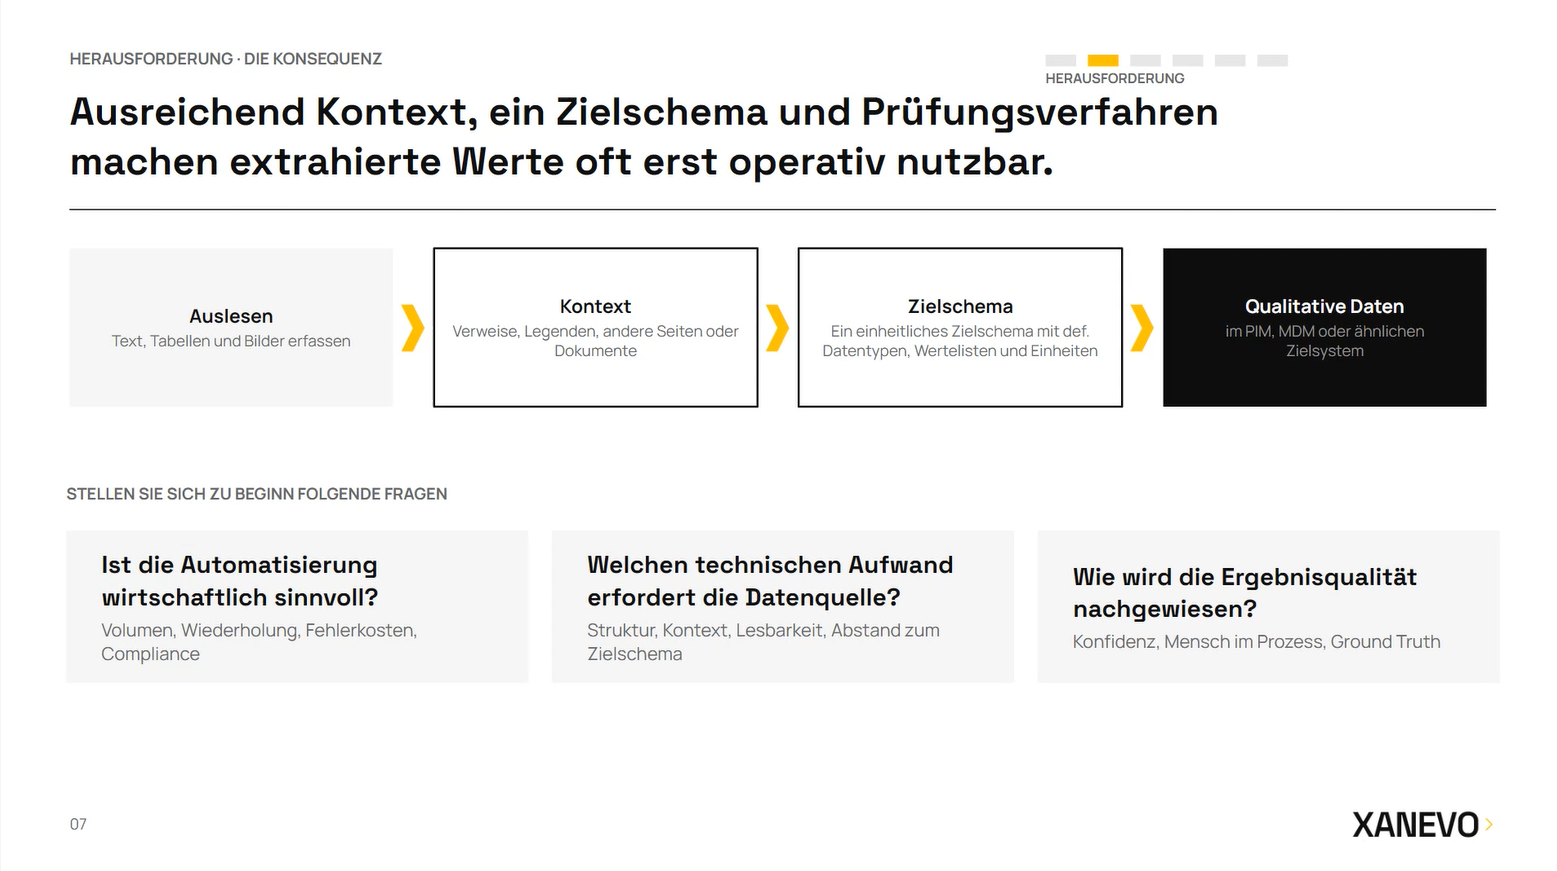 HERAUSFORDERUNG · DIE KONSEQUENZ
HERAUSFORDERUNG
Ausreichend Kontext, ein Zielschema und Prüfungsverfahren
machen extrahierte Werte oft erst operativ nutzbar.
Auslesen
Text, Tabellen und Bilder erfassen
Kontext
Verweise, Legenden, andere Seiten oder
Dokumente
Zielschema
Ein einheitliches Zielschema mit def.
Datentypen, Wertelisten und Einheiten
Qualitative Daten
im PIM, MDM oder ähnlichen
Zielsystem
STELLEN SIE SICH ZU BEGINN FOLGENDE FRAGEN
Ist die Automatisierung
wirtschaftlich sinnvoll?
Volumen, Wiederholung, Fehlerkosten,
Compliance
Welchen technischen Aufwand
erfordert die Datenquelle?
Struktur, Kontext, Lesbarkeit, Abstand zum
Zielschema
Wie wird die Ergebnisqualität
nachgewiesen?
Konfidenz, Mensch im Prozess, Ground Truth
07
XANEVO